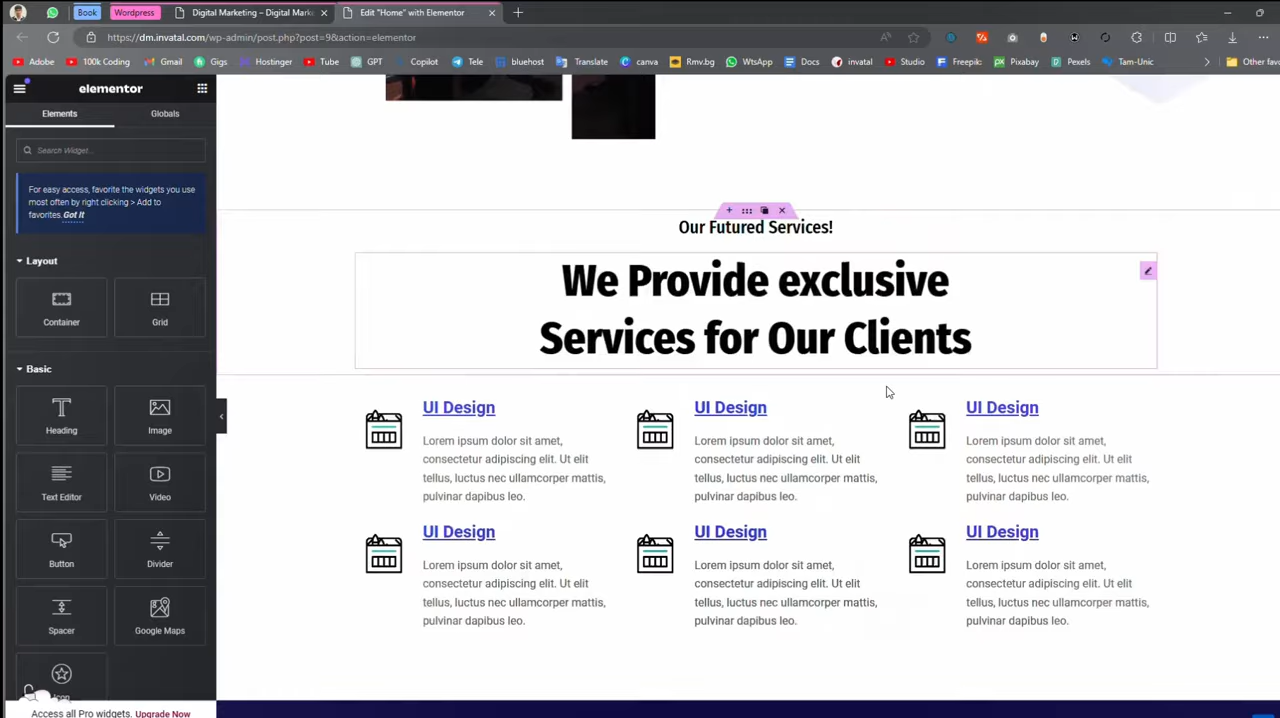 Book
Wordpress
Digital Marketing – Digital Mark
Edit "Home" with Elementor
https://dm.invatal.com/wp-admin/post.php?post=9&action=elementor
Adobe
100k Coding
Gmail
Gigs
Hostinger
Tube
GPT
Copilot
Tele
bluehost
Translate
canva
Rmv.bg
WtsApp
Docs
invatal
Studio
Freepik
Pixabay
Pexels
Tam-Unic
Other fav
elementor
Elements
Globals
Search Widget...
For easy access, favorite the widgets you use
most often by right clicking > Add to
favorites. Got It
Layout
Container
Grid
Basic
Heading
Image
Text Editor
Video
Button
Divider
Spacer
Google Maps
Icon
Access all Pro widgets. Upgrade Now
Our Futured Services!
We Provide exclusive
Services for Our Clients
UI Design
Lorem ipsum dolor sit amet,
consectetur adipiscing elit. Ut elit
tellus, luctus nec ullamcorper mattis,
pulvinar dapibus leo.
UI Design
Lorem ipsum dolor sit amet,
consectetur adipiscing elit. Ut elit
tellus, luctus nec ullamcorper mattis,
pulvinar dapibus leo.
UI Design
Lorem ipsum dolor sit amet,
consectetur adipiscing elit. Ut elit
tellus, luctus nec ullamcorper mattis,
pulvinar dapibus leo.
UI Design
Lorem ipsum dolor sit amet,
consectetur adipiscing elit. Ut elit
tellus, luctus nec ullamcorper mattis,
pulvinar dapibus leo.
UI Design
Lorem ipsum dolor sit amet,
consectetur adipiscing elit. Ut elit
tellus, luctus nec ullamcorper mattis,
pulvinar dapibus leo.
UI Design
Lorem ipsum dolor sit amet,
consectetur adipiscing elit. Ut elit
tellus, luctus nec ullamcorper mattis,
pulvinar dapibus leo.